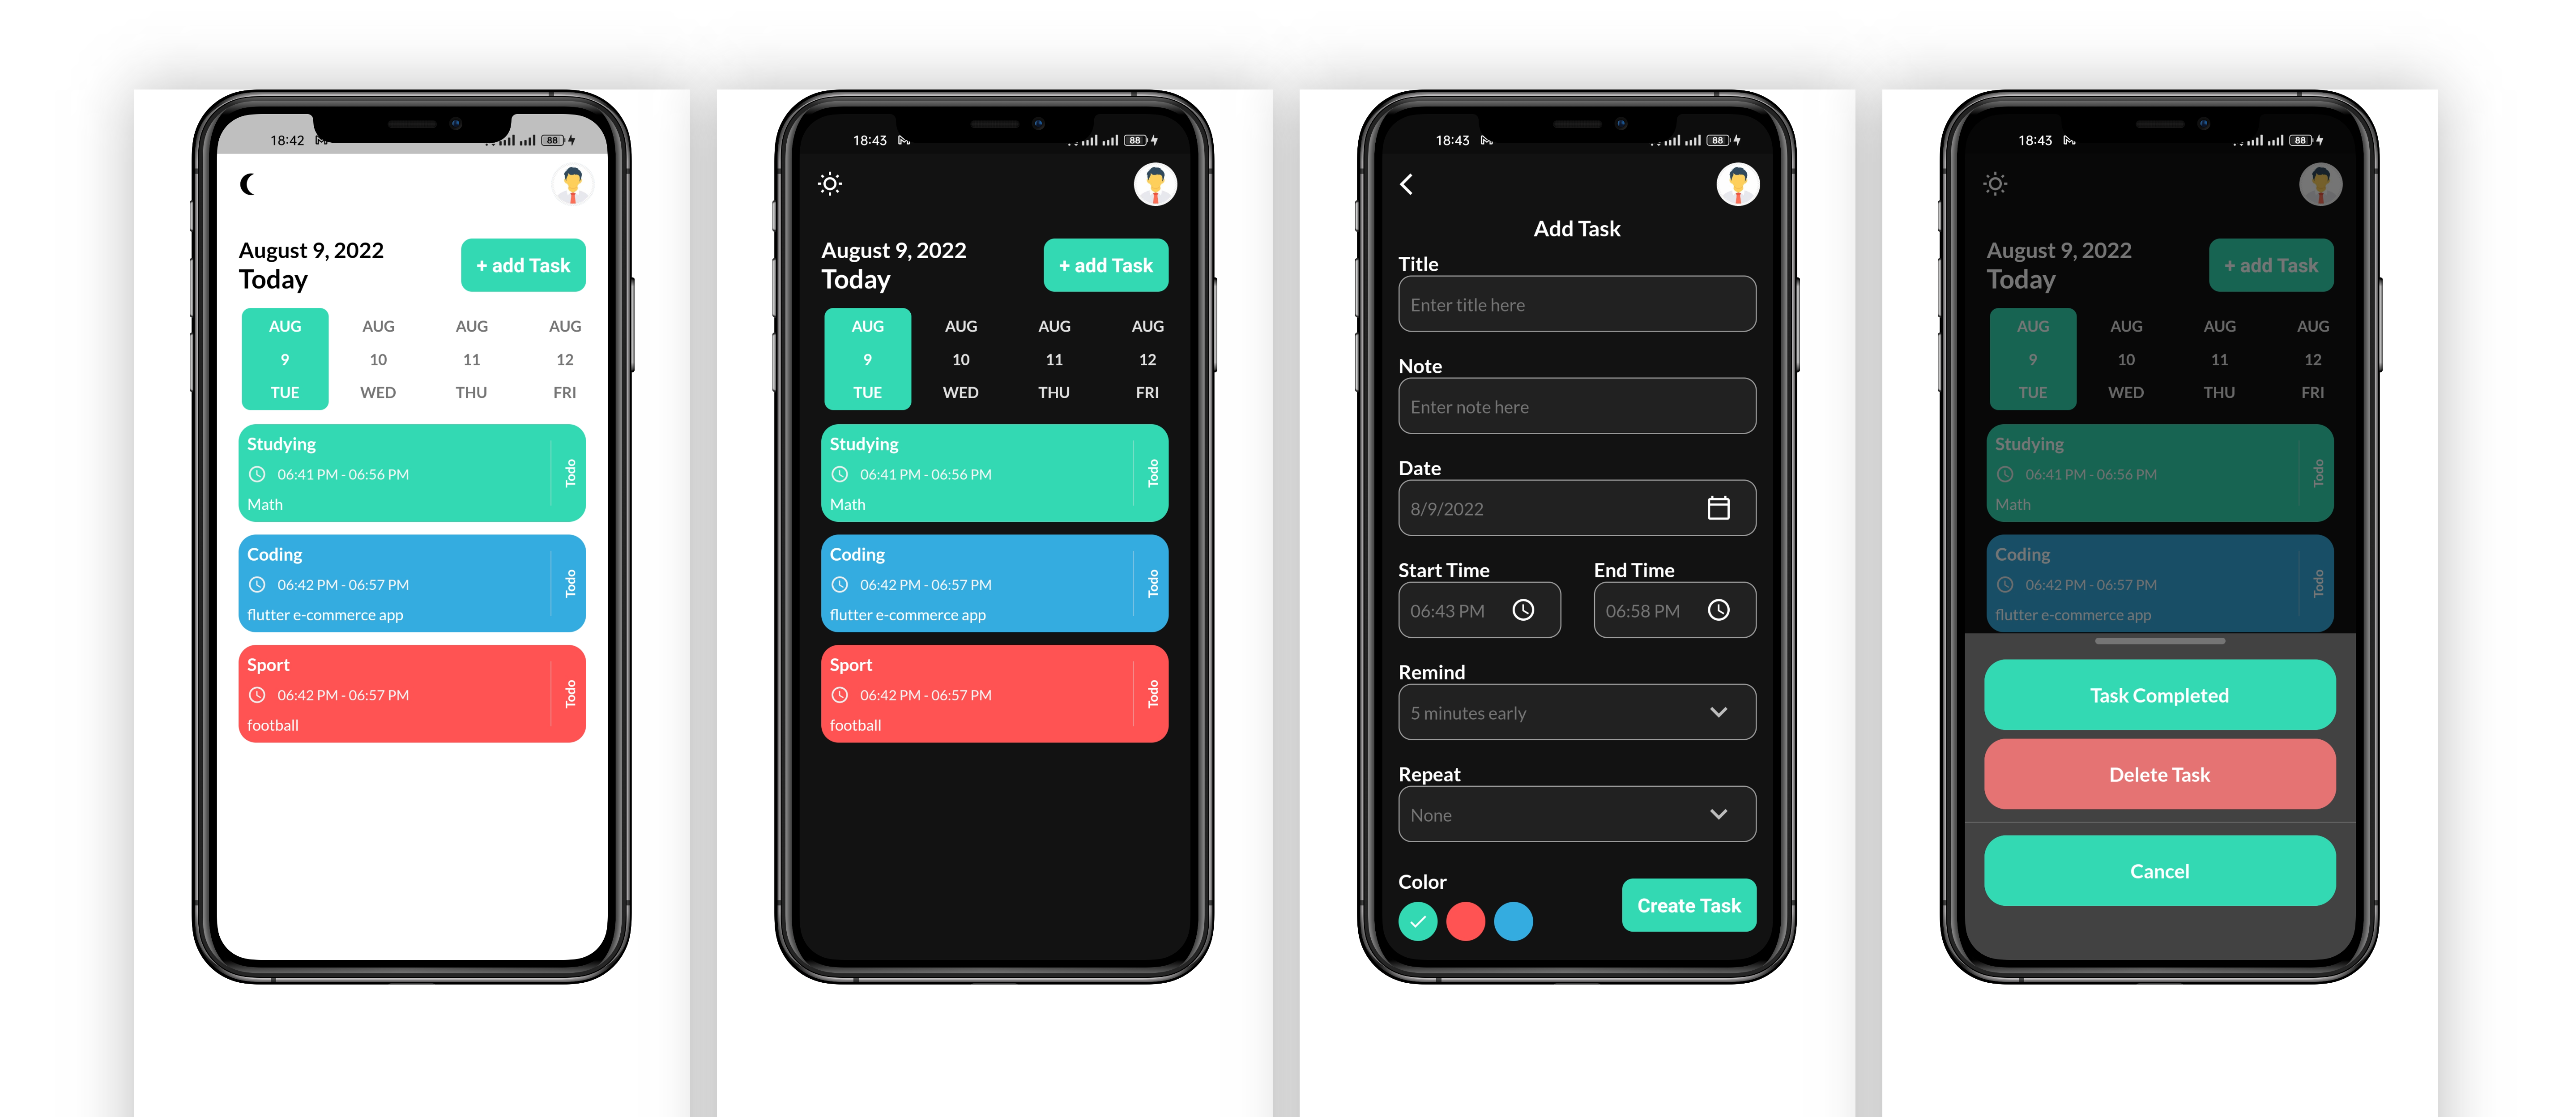 18:42
88
August 9, 2022
Today
+ add Task
AUG AUG AUG AUG
9 10 11 12
TUE WED THU FRI
Studying
06:41 PM - 06:56 PM
Math
Todo
Coding
06:42 PM - 06:57 PM
flutter e-commerce app
Todo
Sport
06:42 PM - 06:57 PM
football
Todo
18:43
88
August 9, 2022
Today
+ add Task
AUG AUG AUG AUG
9 10 11 12
TUE WED THU FRI
Studying
06:41 PM - 06:56 PM
Math
Todo
Coding
06:42 PM - 06:57 PM
flutter e-commerce app
Todo
Sport
06:42 PM - 06:57 PM
football
Todo
18:43
88
Add Task
Title
Enter title here
Note
Enter note here
Date
8/9/2022
Start Time End Time
06:43 PM 06:58 PM
Remind
5 minutes early
Repeat
None
Color
Create Task
18:43
88
August 9, 2022
Today
+ add Task
AUG AUG AUG AUG
9 10 11 12
TUE WED THU FRI
Studying
06:41 PM - 06:56 PM
Math
Todo
Coding
06:42 PM - 06:57 PM
flutter e-commerce app
Todo
Task Completed
Delete Task
Cancel